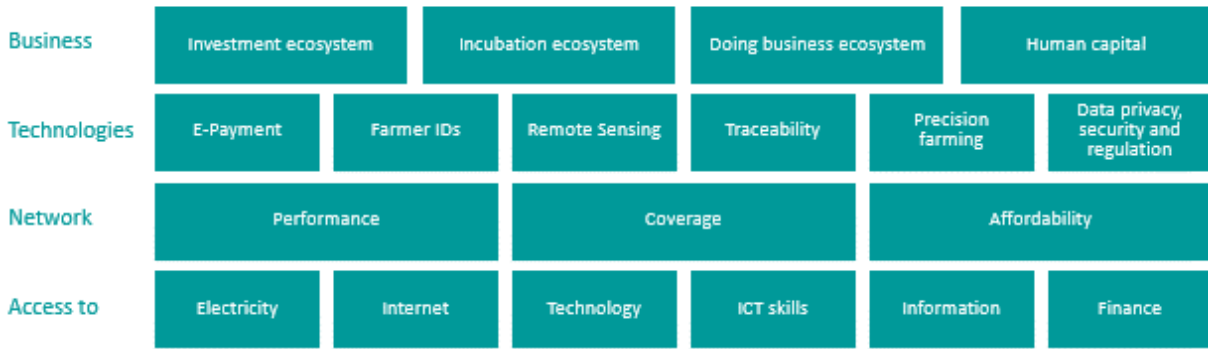 Business
Investment ecosystem
Incubation ecosystem
Doing business ecosystem
Human capital
Technologies
E-Payment
Farmer IDs
Remote Sensing
Traceability
Precision
farming
Data privacy,
security and
regulation
Network
Performance
Coverage
Affordability
Access to
Electricity
Internet
Technology
ICT skills
Information
Finance